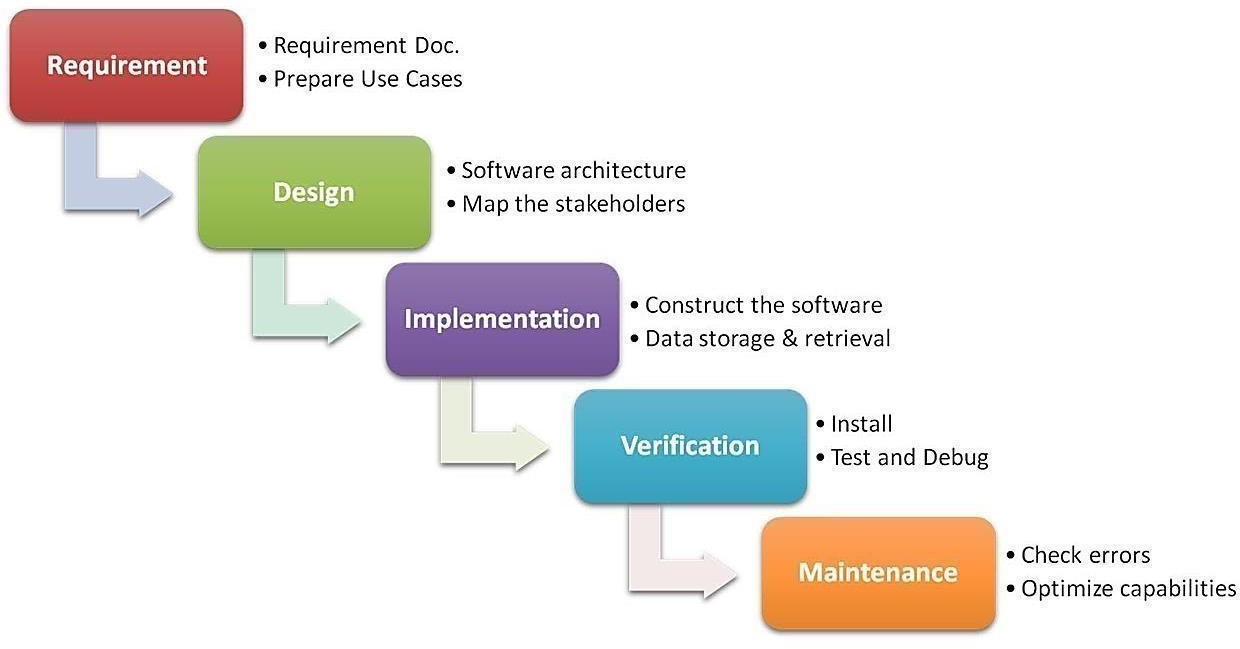 Requirement
• Requirement Doc.
• Prepare Use Cases
Design
• Software architecture
• Map the stakeholders
Implementation
• Construct the software
• Data storage & retrieval
Verification
• Install
• Test and Debug
Maintenance
• Check errors
• Optimize capabilities